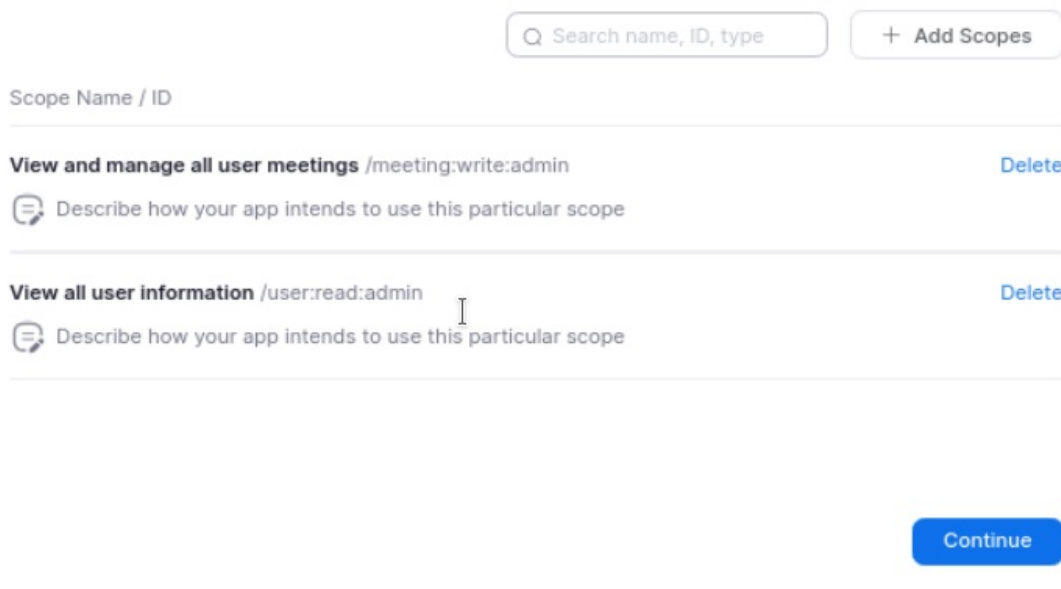 Search name, ID, type
+ Add Scopes
Scope Name / ID
View and manage all user meetings /meeting:write:admin
Delete
Describe how your app intends to use this particular scope
View all user information /user:read:admin
Delete
Describe how your app intends to use this particular scope
Continue